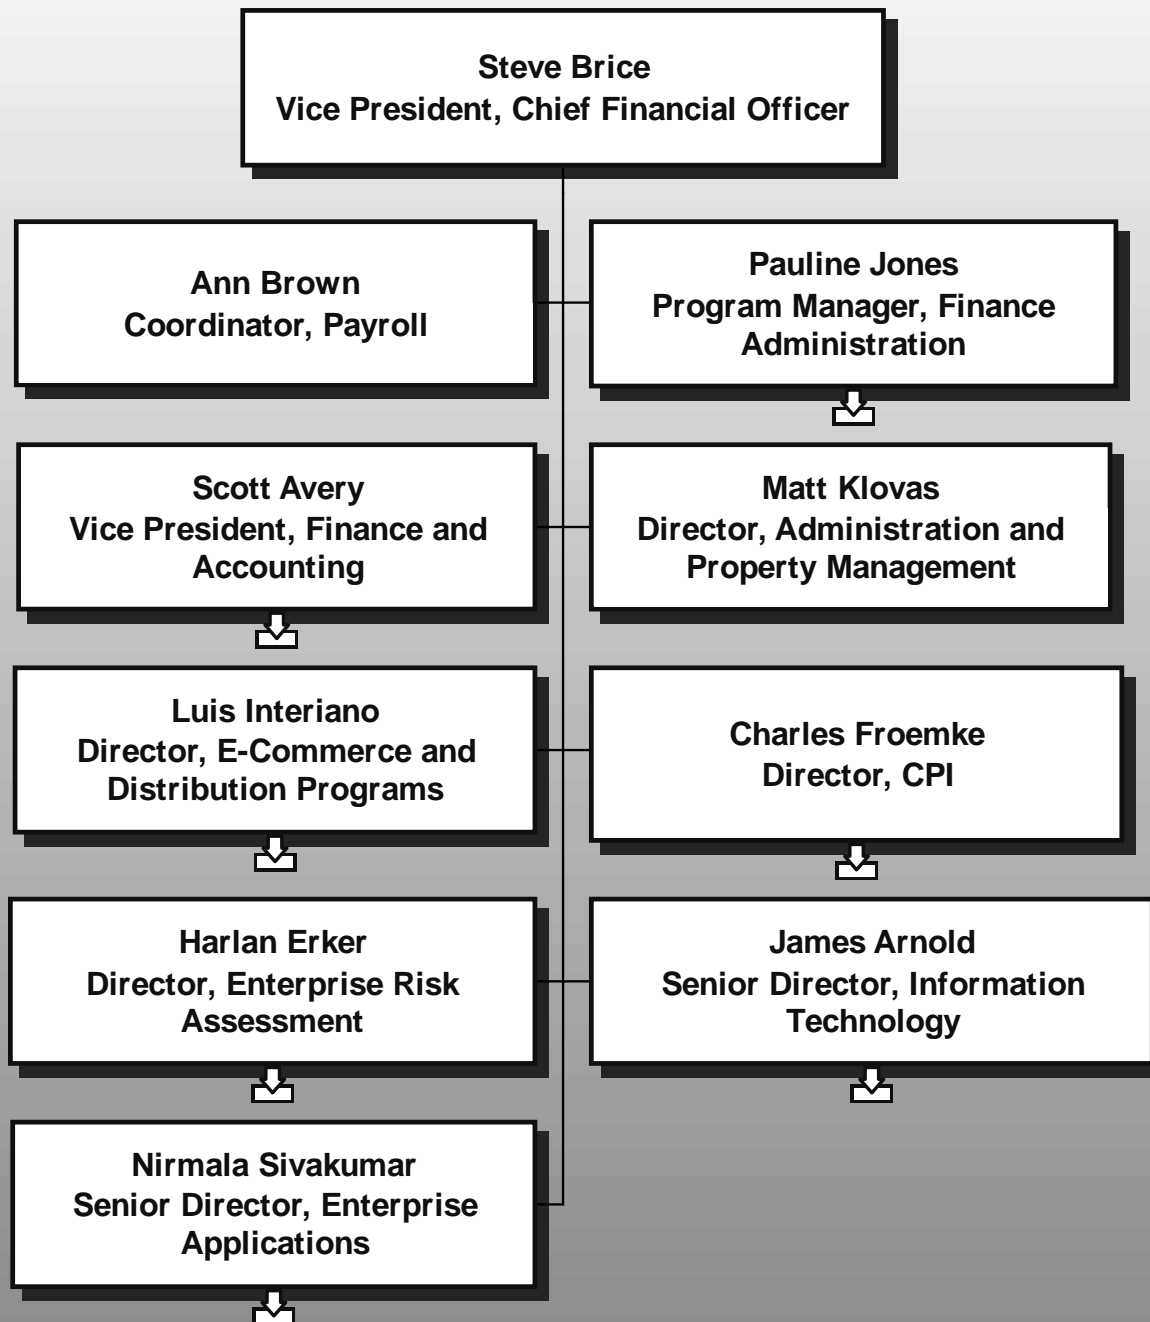 Steve Brice
Vice President, Chief Financial Officer
Ann Brown
Coordinator, Payroll
Pauline Jones
Program Manager, Finance
Administration
Scott Avery
Vice President, Finance and
Accounting
Matt Klovas
Director, Administration and
Property Management
Luis Interiano
Director, E-Commerce and
Distribution Programs
Charles Froemke
Director, CPI
Harlan Erker
Director, Enterprise Risk
Assessment
James Arnold
Senior Director, Information
Technology
Nirmala Sivakumar
Senior Director, Enterprise
Applications